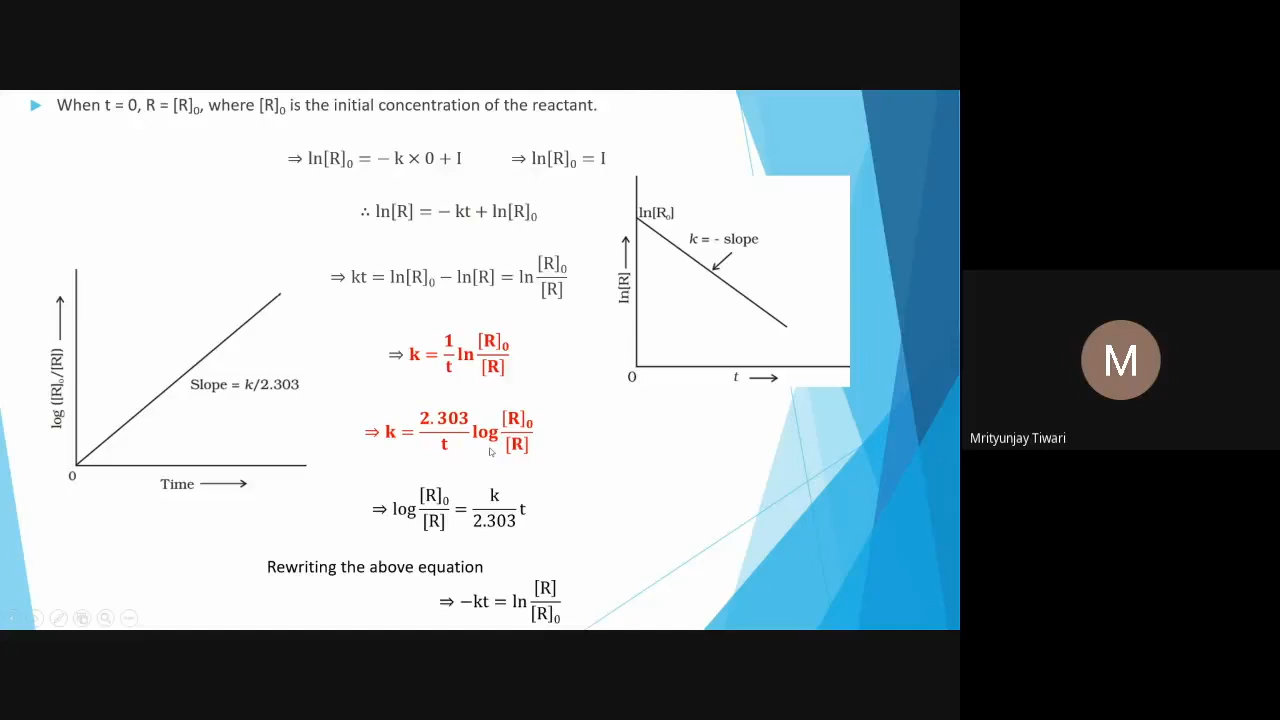 When t = 0, R = [R]₀, where [R]₀ is the initial concentration of the reactant.
⇒ ln[R]₀ = − k × 0 + I ⇒ ln[R]₀ = I
∴ ln[R] = − kt + ln[R]₀
⇒ kt = ln[R]₀ − ln[R] = ln [R]₀/[R]
⇒ k = 1/t ln [R]₀/[R]
⇒ k = 2.303/t log [R]₀/[R]
⇒ log [R]₀/[R] = k/2.303 t
Rewriting the above equation
⇒ −kt = ln [R]/[R]₀
log ([R]₀/[R])
Slope = k/2.303
0
Time
ln[R₀]
k = - slope
ln[R]
0
t
M
Mrityunjay Tiwari